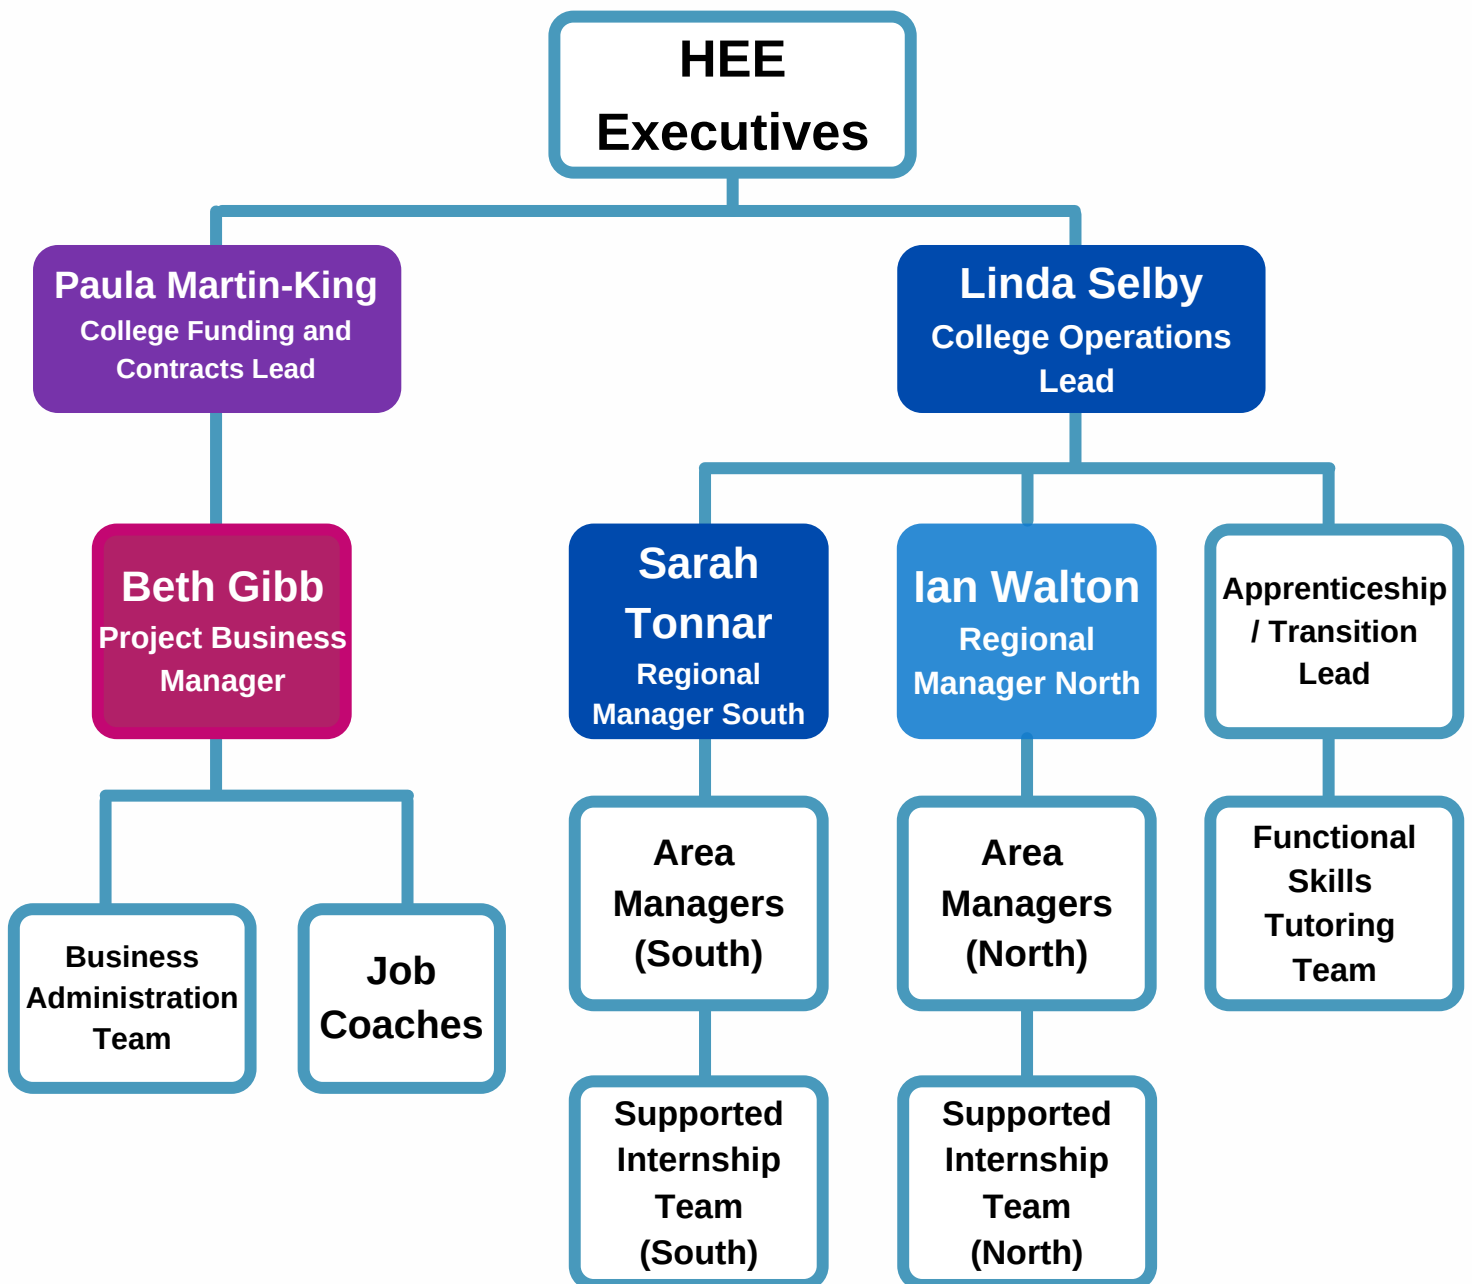 HEE
Executives
Paula Martin-King
College Funding and
Contracts Lead
Linda Selby
College Operations
Lead
Beth Gibb
Project Business
Manager
Sarah
Tonnar
Regional
Manager South
Ian Walton
Regional
Manager North
Apprenticeship
/ Transition
Lead
Business
Administration
Team
Job
Coaches
Area
Managers
(South)
Area
Managers
(North)
Functional
Skills
Tutoring
Team
Supported
Internship
Team
(South)
Supported
Internship
Team
(North)